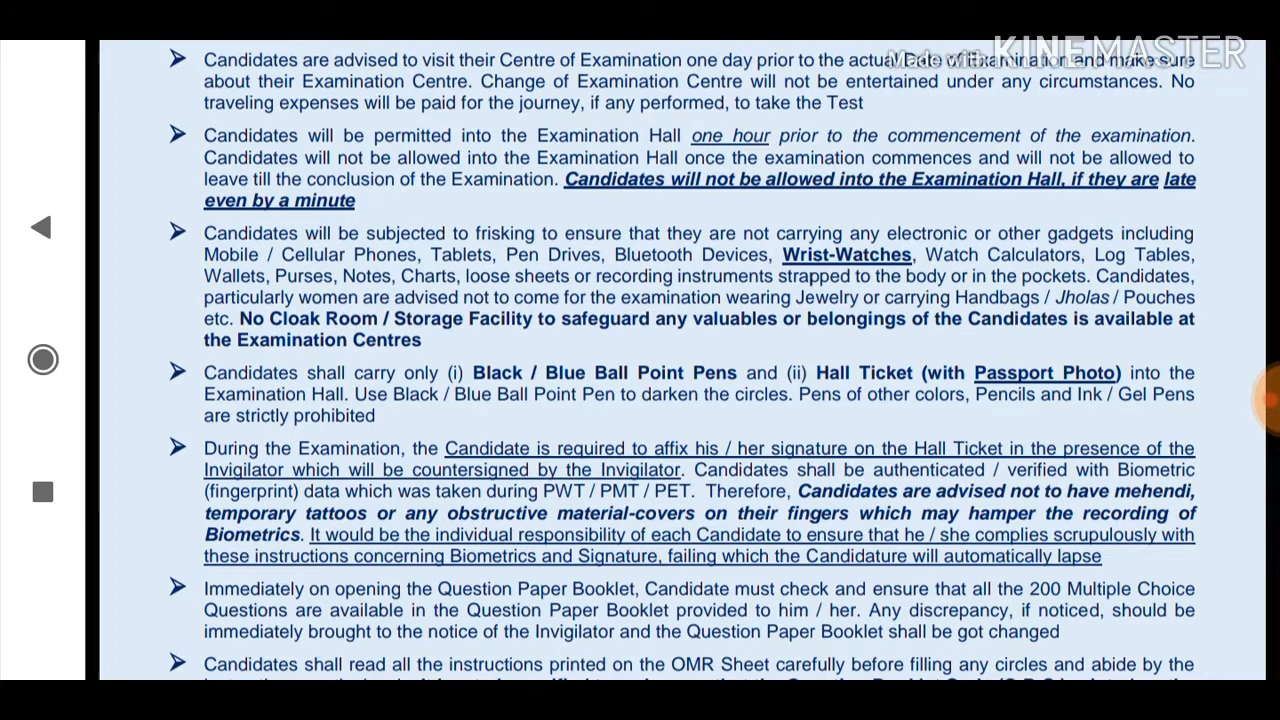 Made with KINEMASTER
➤ Candidates are advised to visit their Centre of Examination one day prior to the actual Date of Examination and make sure
about their Examination Centre. Change of Examination Centre will not be entertained under any circumstances. No
traveling expenses will be paid for the journey, if any performed, to take the Test
➤ Candidates will be permitted into the Examination Hall one hour prior to the commencement of the examination.
Candidates will not be allowed into the Examination Hall once the examination commences and will not be allowed to
leave till the conclusion of the Examination. Candidates will not be allowed into the Examination Hall, if they are late
even by a minute
➤ Candidates will be subjected to frisking to ensure that they are not carrying any electronic or other gadgets including
Mobile / Cellular Phones, Tablets, Pen Drives, Bluetooth Devices, Wrist-Watches, Watch Calculators, Log Tables,
Wallets, Purses, Notes, Charts, loose sheets or recording instruments strapped to the body or in the pockets. Candidates,
particularly women are advised not to come for the examination wearing Jewelry or carrying Handbags / Jholas / Pouches
etc. No Cloak Room / Storage Facility to safeguard any valuables or belongings of the Candidates is available at
the Examination Centres
➤ Candidates shall carry only (i) Black / Blue Ball Point Pens and (ii) Hall Ticket (with Passport Photo) into the
Examination Hall. Use Black / Blue Ball Point Pen to darken the circles. Pens of other colors, Pencils and Ink / Gel Pens
are strictly prohibited
➤ During the Examination, the Candidate is required to affix his / her signature on the Hall Ticket in the presence of the
Invigilator which will be countersigned by the Invigilator. Candidates shall be authenticated / verified with Biometric
(fingerprint) data which was taken during PWT / PMT / PET. Therefore, Candidates are advised not to have mehendi,
temporary tattoos or any obstructive material-covers on their fingers which may hamper the recording of
Biometrics. It would be the individual responsibility of each Candidate to ensure that he / she complies scrupulously with
these instructions concerning Biometrics and Signature, failing which the Candidature will automatically lapse
➤ Immediately on opening the Question Paper Booklet, Candidate must check and ensure that all the 200 Multiple Choice
Questions are available in the Question Paper Booklet provided to him / her. Any discrepancy, if noticed, should be
immediately brought to the notice of the Invigilator and the Question Paper Booklet shall be got changed
➤ Candidates shall read all the instructions printed on the OMR Sheet carefully before filling any circles and abide by the